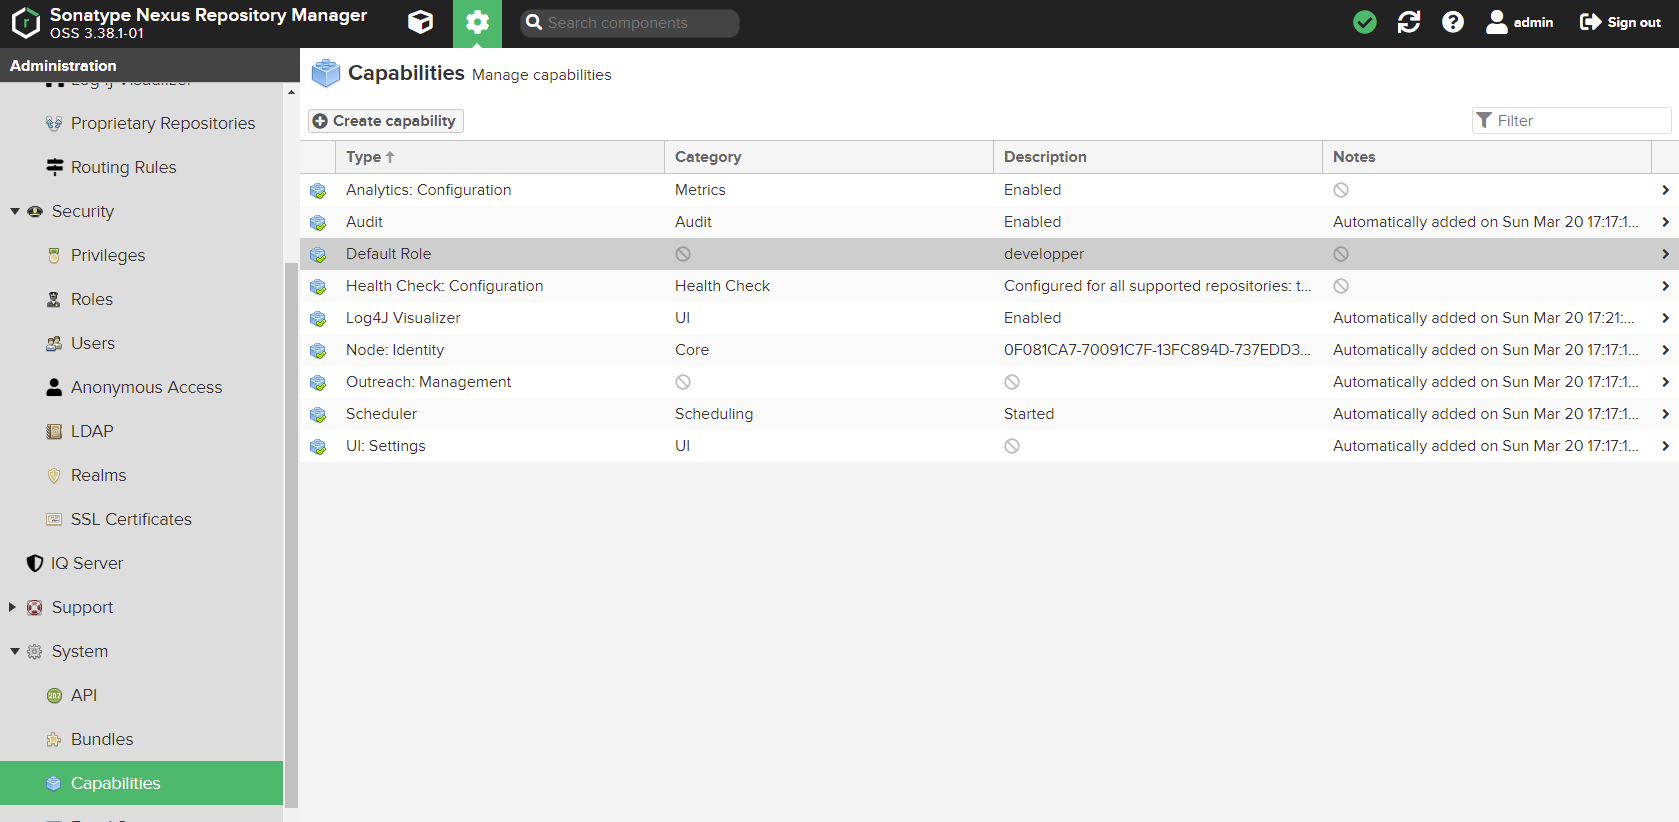 Sonatype Nexus Repository Manager
OSS 3.38.1-01
Search components
admin
Sign out
Administration
Log4j Visualizer
Proprietary Repositories
Routing Rules
Security
Privileges
Roles
Users
Anonymous Access
LDAP
Realms
SSL Certificates
IQ Server
Support
System
API
Bundles
Capabilities
Capabilities Manage capabilities
Create capability
Filter
Type Category Description Notes
Analytics: Configuration Metrics Enabled
Audit Audit Enabled Automatically added on Sun Mar 20 17:17:1...
Default Role developper
Health Check: Configuration Health Check Configured for all supported repositories: t...
Log4J Visualizer UI Enabled Automatically added on Sun Mar 20 17:21:...
Node: Identity Core 0F081CA7-70091C7F-13FC894D-737EDD3... Automatically added on Sun Mar 20 17:17:1...
Outreach: Management Automatically added on Sun Mar 20 17:17:1...
Scheduler Scheduling Started Automatically added on Sun Mar 20 17:17:1...
UI: Settings UI Automatically added on Sun Mar 20 17:17:1...